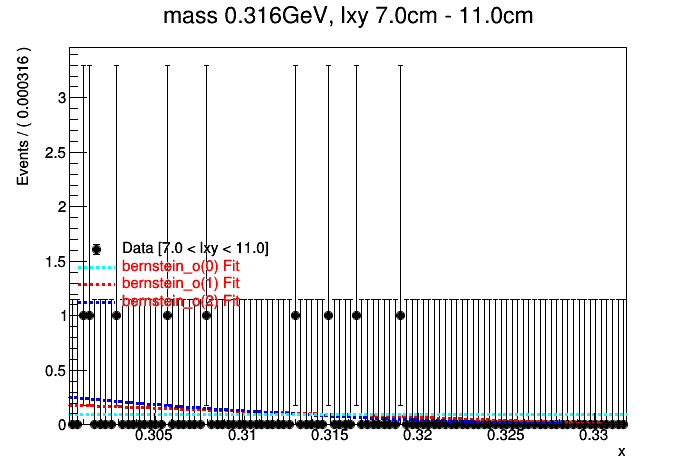 mass 0.316GeV, lxy 7.0cm - 11.0cm
Events / ( 0.000316 )
3
2.5
2
1.5
1
0.5
0
Data [7.0 < lxy < 11.0]
bernstein_o(0) Fit
bernstein_o(1) Fit
bernstein_o(2) Fit
0.305 0.31 0.315 0.32 0.325 0.33
x